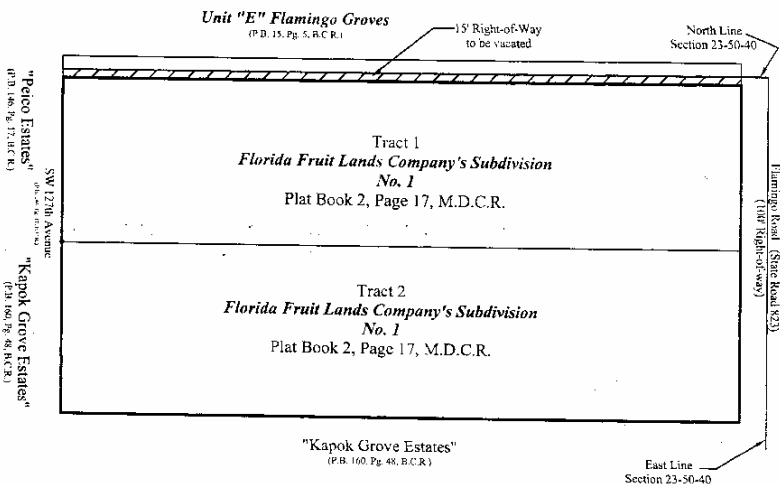 Unit "E" Flamingo Groves
(P.B. 15, Pg. 5, B.C.R.)
15' Right-of-Way
to be vacated
North Line
Section 23-50-40
"Peico Estates"
(P.B. 146, Pg. 17, B.C.R.)
SW 127th Avenue
Tract 1
Florida Fruit Lands Company's Subdivision
No. 1
Plat Book 2, Page 17, M.D.C.R.
Flamingo Road (State Road 823)
(100' Right-of-way)
Tract 2
Florida Fruit Lands Company's Subdivision
No. 1
Plat Book 2, Page 17, M.D.C.R.
"Kapok Grove Estates"
(P.B. 160, Pg. 48, B.C.R.)
"Kapok Grove Estates"
(P.B. 160, Pg. 48, B.C.R.)
East Line
Section 23-50-40